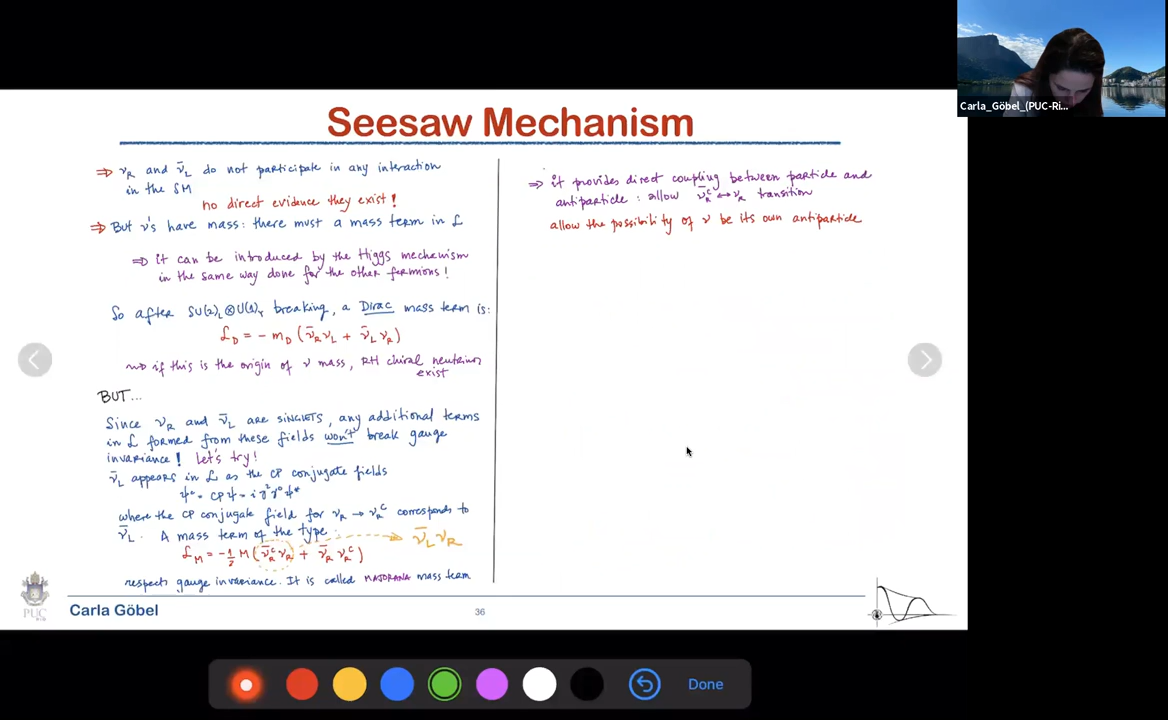 Carla_Göbel_(PUC-Ri...
Seesaw Mechanism
⇒ ν_R and ν̄_L do not participate in any interaction
in the SM
no direct evidence they exist!
⇒ But ν's have mass: there must a mass term in ℒ
⇒ it can be introduced by the Higgs mechanism
in the same way done for the other fermions!
So after SU(2)_L ⊗ U(1)_Y breaking, a Dirac mass term is:
ℒ_D = - m_D (ν̄_R ν_L + ν̄_L ν_R)
⇝ if this is the origin of ν mass, RH chiral neutrinos
exist
BUT...
Since ν_R and ν̄_L are SINGLETS, any additional terms
in ℒ formed from these fields won't break gauge
invariance! Let's try!
ν̄_L appears in ℒ as the CP conjugate fields
ψ^c = CPψ = i γ² γ⁰ ψ*
where the CP conjugate field for ν_R → ν_R^c corresponds to
ν̄_L. A mass term of the type:
ν̄_L ν_R
ℒ_M = - ½ M (ν̄_R^c ν_R + ν̄_R ν_R^c)
respects gauge invariance. It is called MAJORANA mass term
⇒ it provides direct coupling between particle and
antiparticle: allow ν̄_R^c ↔ ν_R transition
allow the possibility of ν be its own antiparticle
PUC
RIO
Carla Göbel
36
Done